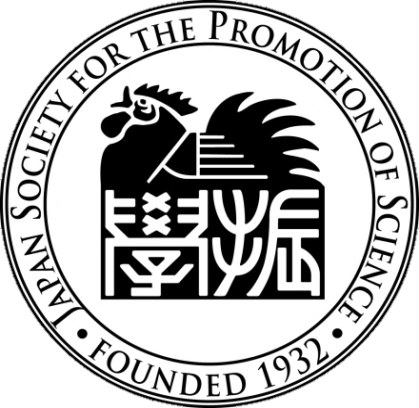 JAPAN SOCIETY FOR THE PROMOTION OF SCIENCE
• FOUNDED 1932 •
學振